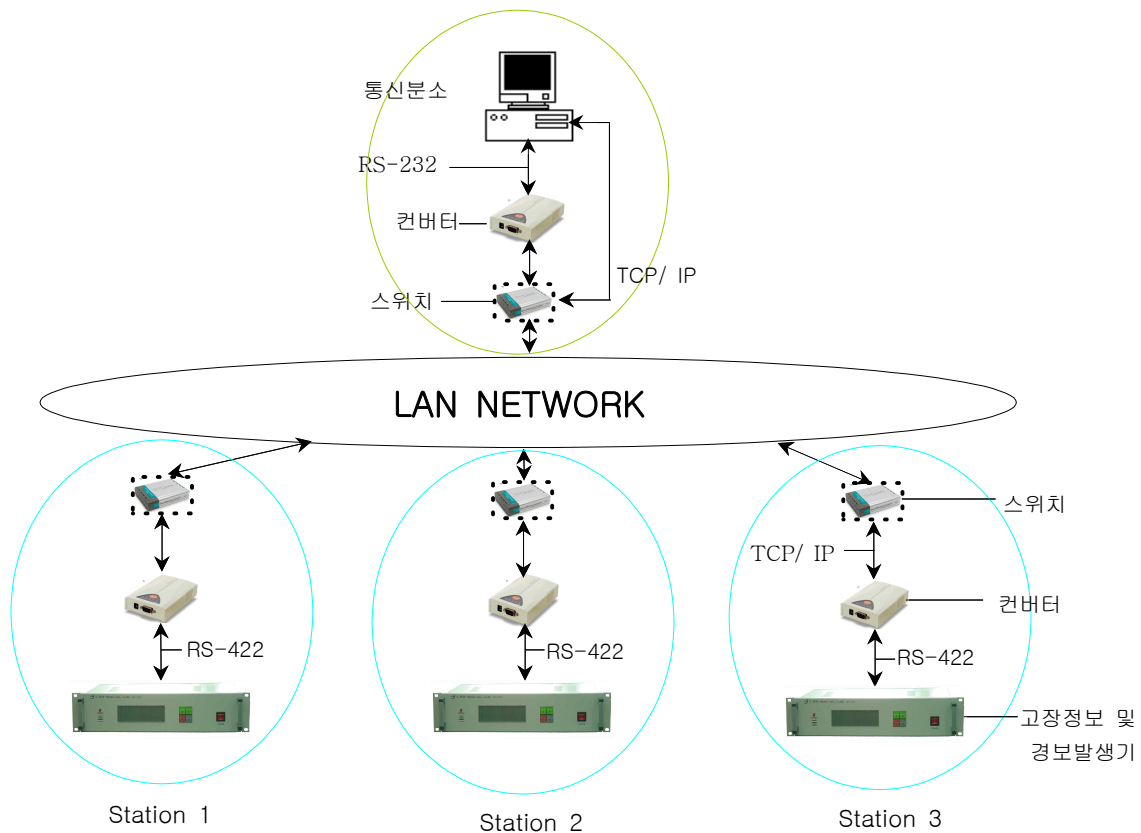 통신분소
RS-232
컨버터
TCP/ IP
스위치
LAN NETWORK
스위치
TCP/ IP
컨버터
RS-422
RS-422
RS-422
고장정보 및
경보발생기
Station 1
Station 2
Station 3